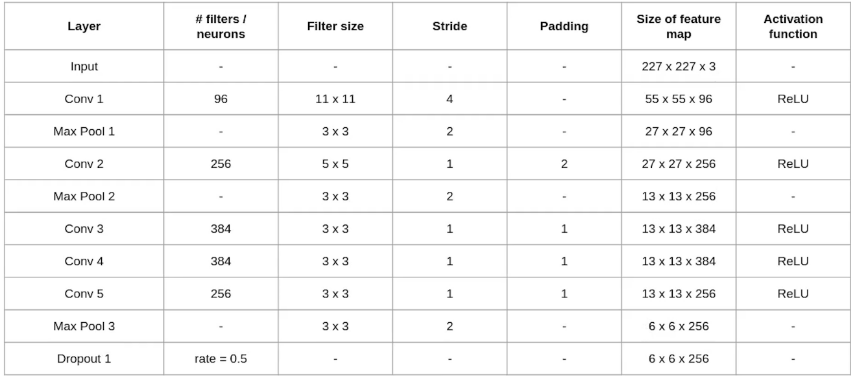 Layer # filters / neurons Filter size Stride Padding Size of feature map Activation function
Input - - - - 227 x 227 x 3 -
Conv 1 96 11 x 11 4 - 55 x 55 x 96 ReLU
Max Pool 1 - 3 x 3 2 - 27 x 27 x 96 -
Conv 2 256 5 x 5 1 2 27 x 27 x 256 ReLU
Max Pool 2 - 3 x 3 2 - 13 x 13 x 256 -
Conv 3 384 3 x 3 1 1 13 x 13 x 384 ReLU
Conv 4 384 3 x 3 1 1 13 x 13 x 384 ReLU
Conv 5 256 3 x 3 1 1 13 x 13 x 256 ReLU
Max Pool 3 - 3 x 3 2 - 6 x 6 x 256 -
Dropout 1 rate = 0.5 - - - 6 x 6 x 256 -